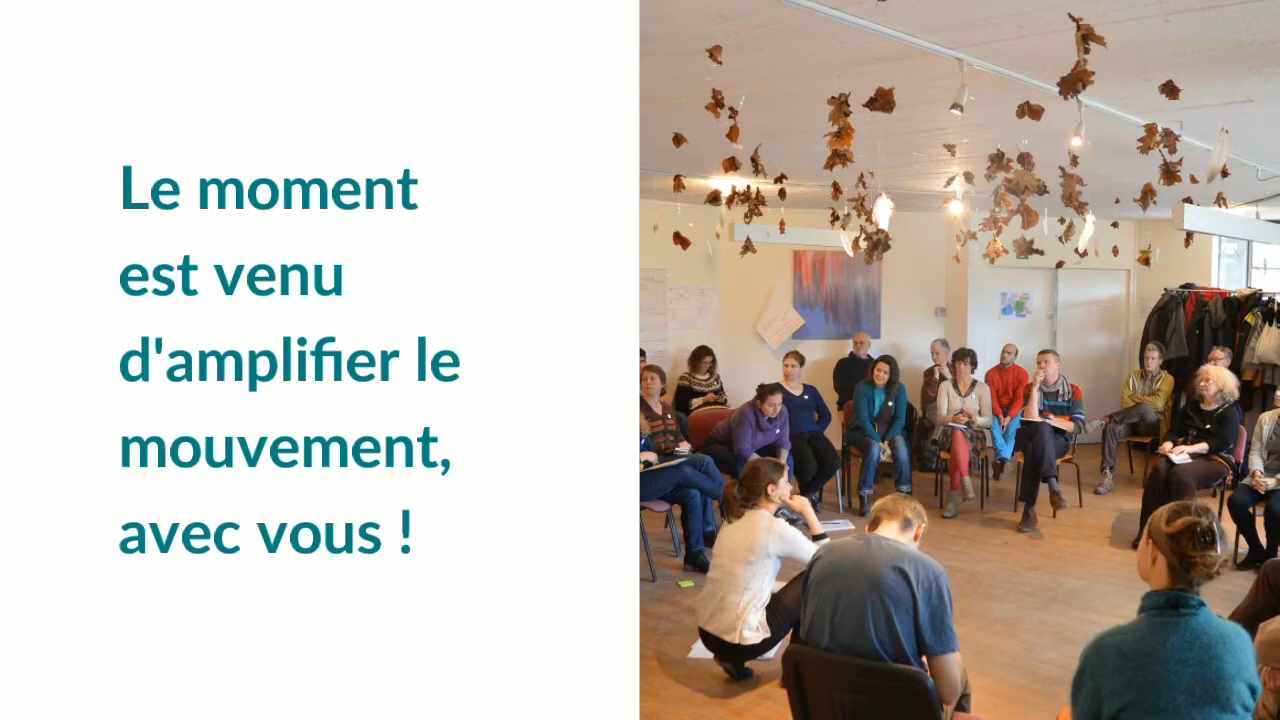 Le moment
est venu
d'amplifier le
mouvement,
avec vous !